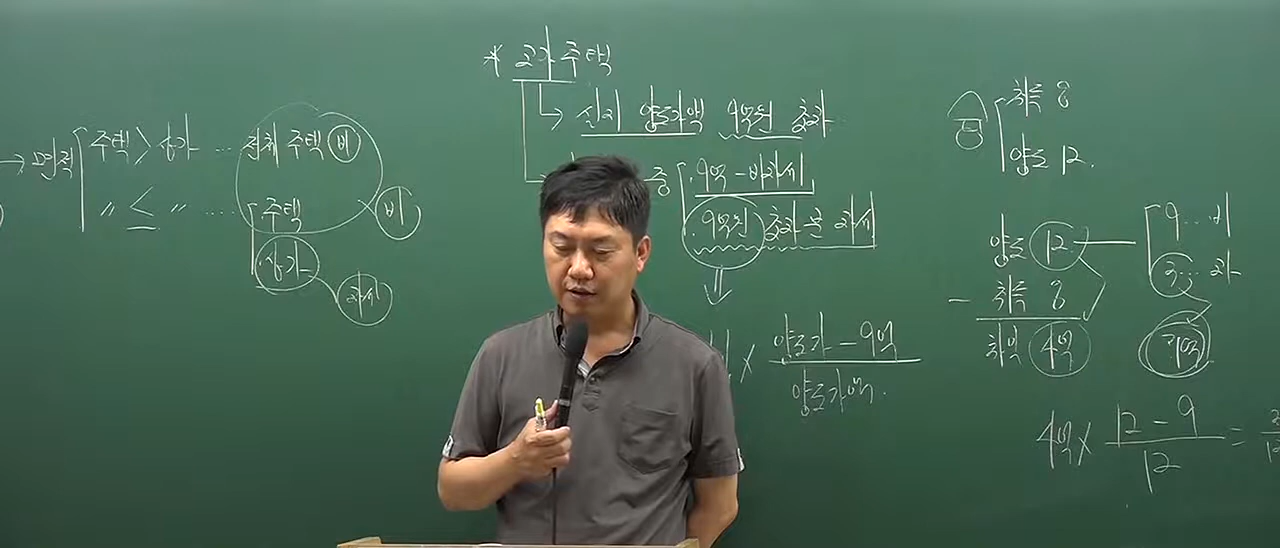 * 고가주택
→ 실지 양도가액 9억원 초과
중 9억 - 비과세
9억원 초과분 과세
× 양도가 - 9억
양도가액.
→ 면적
주택 > 상가 … 전체 주택 비
〃 ≤ 〃 …. 주택 비
상가 과세
취득 8
양도 12.
양도 12
- 취득 8
차익 4억
9… 비
3… 과
4억 × 12 - 9
12
=